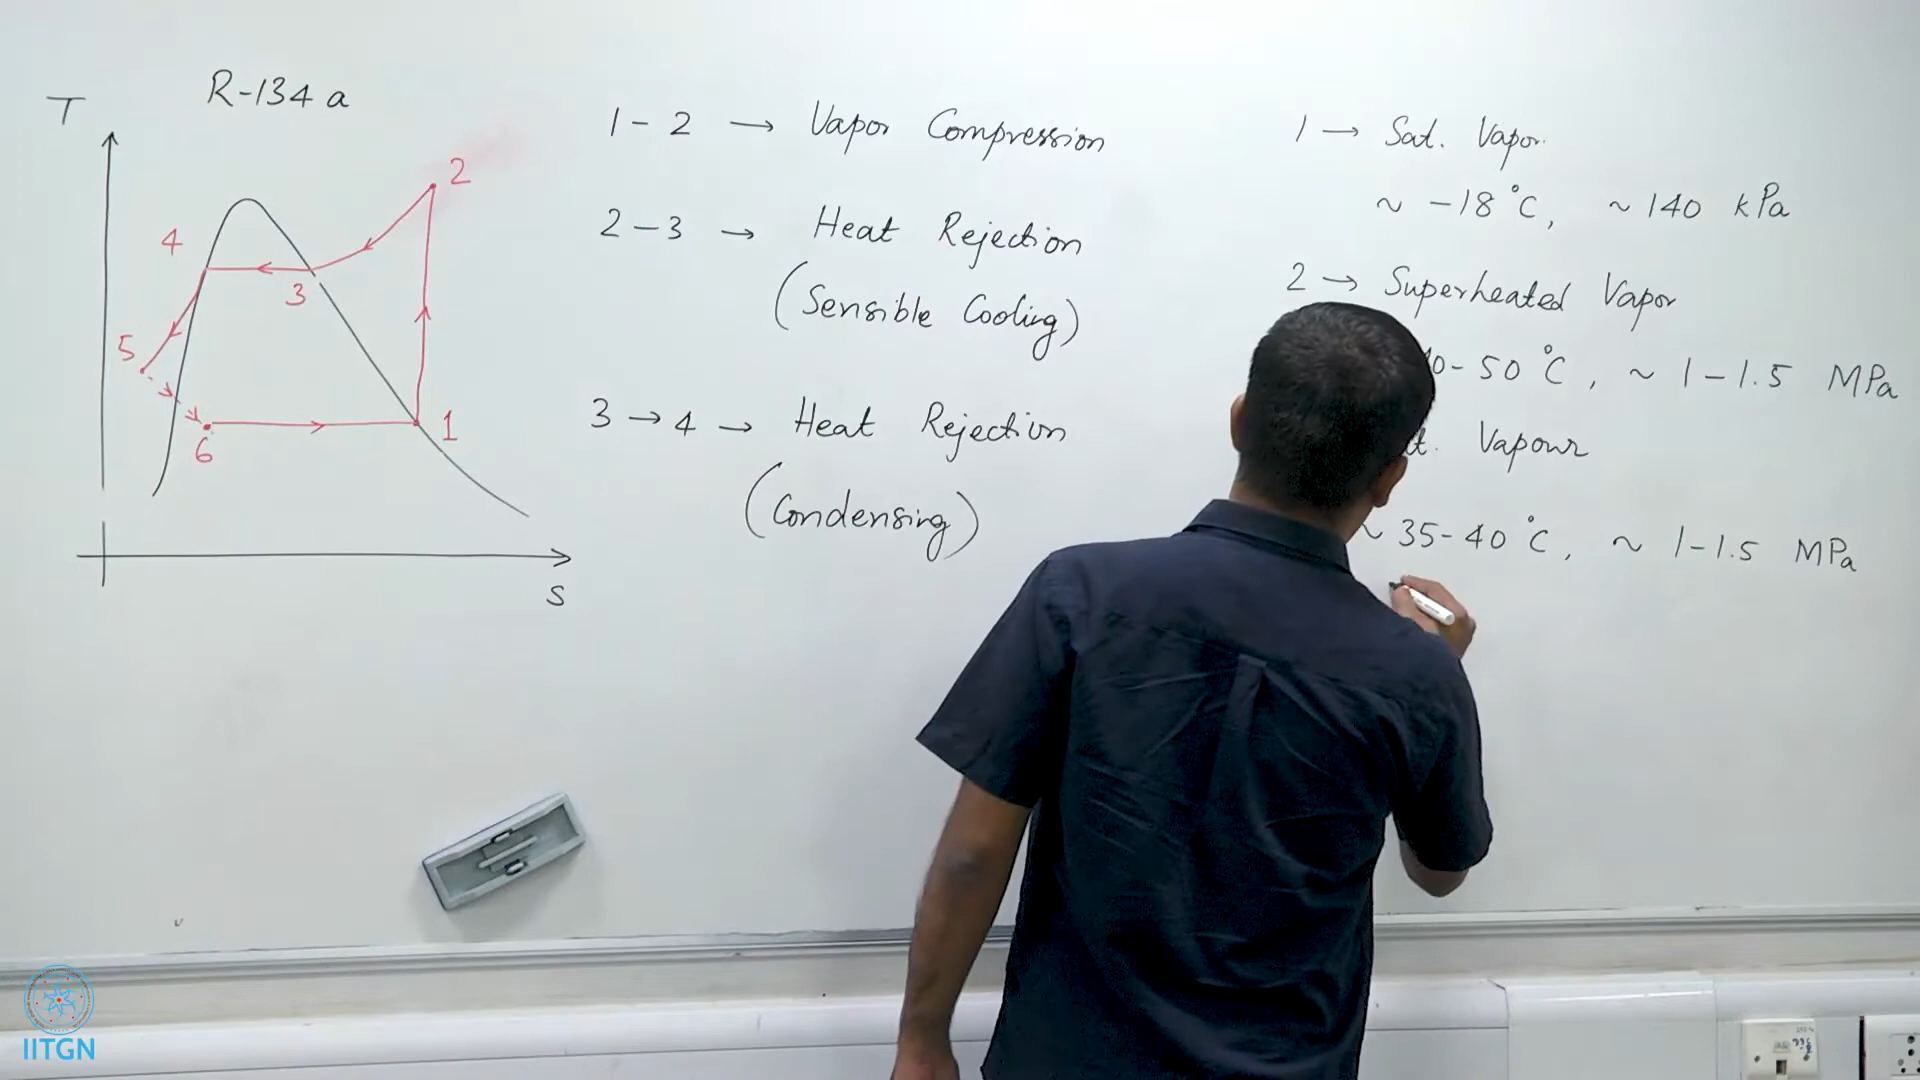 R-134a
T
2
4
3
5
6
1
s
1 - 2 → Vapor Compression
2 - 3 → Heat Rejection
(Sensible Cooling)
3 → 4 → Heat Rejection
(Condensing)
1 → Sat. Vapor.
~ -18°C, ~ 140 kPa
2 → Superheated Vapor
0-50°C, ~ 1-1.5 MPa
t. Vapour
~ 35-40°C, ~ 1-1.5 MPa
IITGN